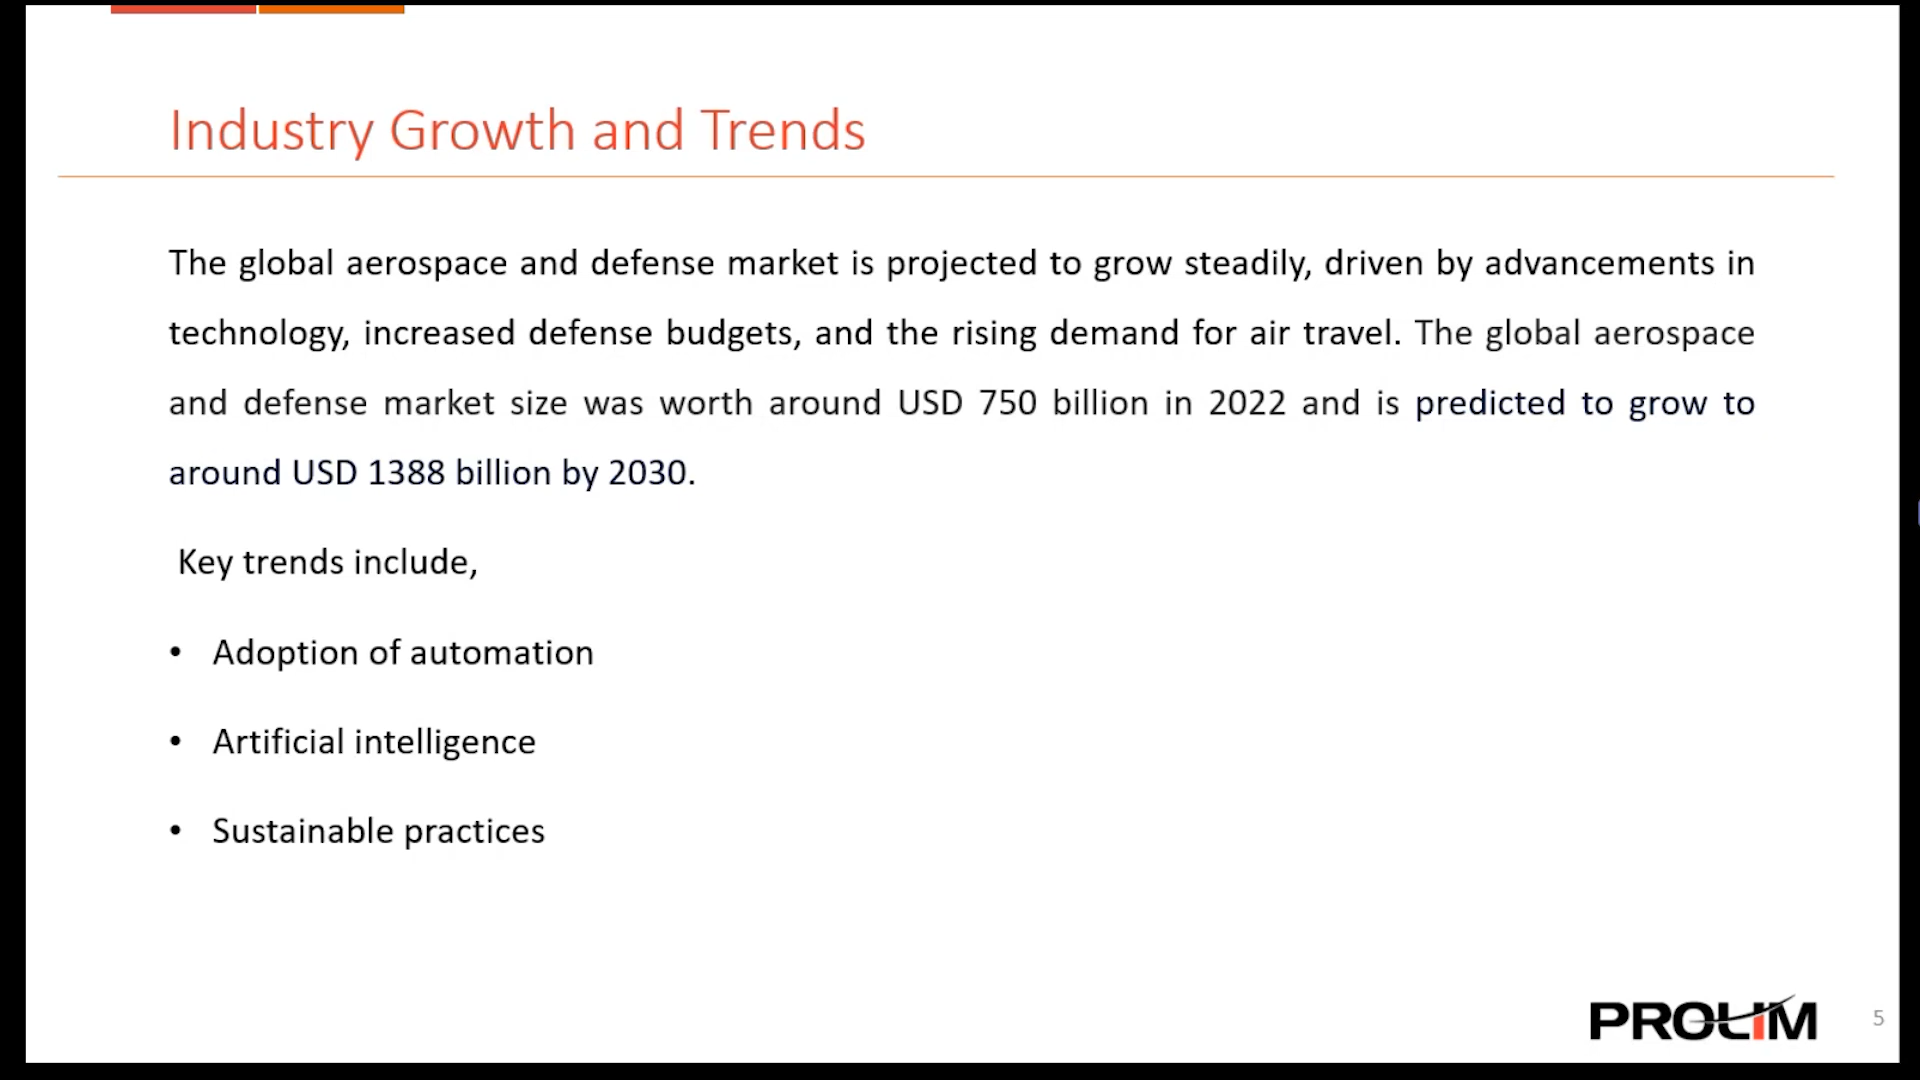 Industry Growth and Trends
The global aerospace and defense market is projected to grow steadily, driven by advancements in
technology, increased defense budgets, and the rising demand for air travel. The global aerospace
and defense market size was worth around USD 750 billion in 2022 and is predicted to grow to
around USD 1388 billion by 2030.
Key trends include,
• Adoption of automation
• Artificial intelligence
• Sustainable practices
PROLIM
5